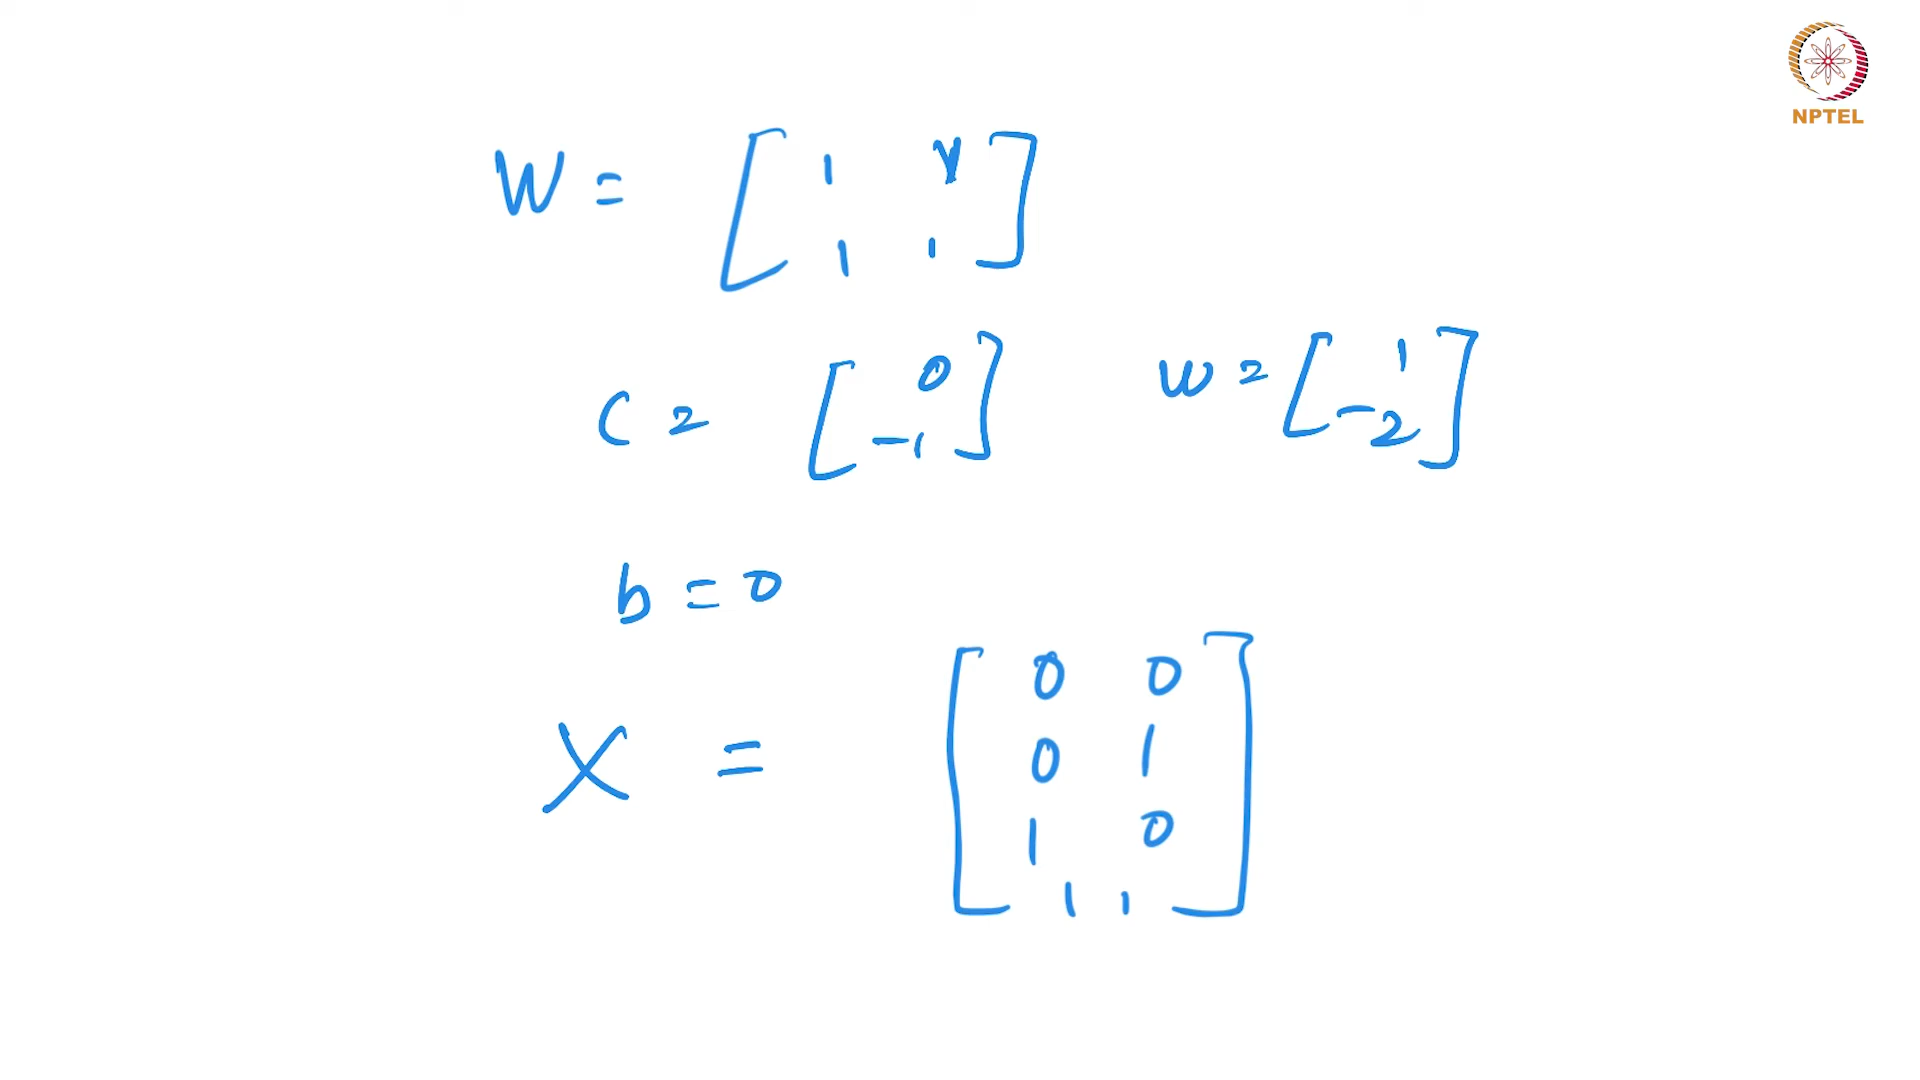 NPTEL
W = [ 1 1
1 1 ]
c = [ 0
-1 ] w = [ 1
-2 ]
b = 0
X = [ 0 0
0 1
1 0
1 1 ]